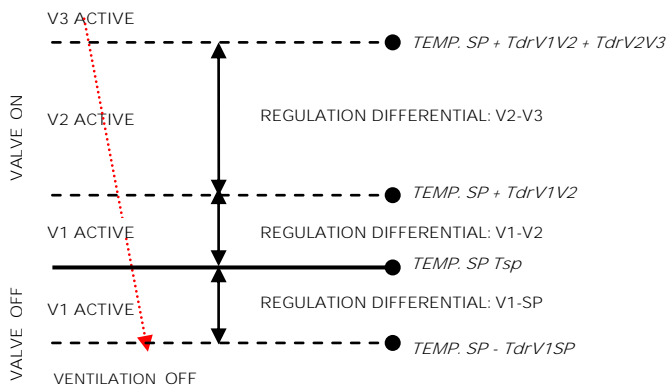 V3 ACTIVE
TEMP. SP + TdrV1V2 + TdrV2V3
VALVE ON
V2 ACTIVE
REGULATION DIFFERENTIAL: V2-V3
TEMP. SP + TdrV1V2
V1 ACTIVE
REGULATION DIFFERENTIAL: V1-V2
TEMP. SP Tsp
VALVE OFF
V1 ACTIVE
REGULATION DIFFERENTIAL: V1-SP
TEMP. SP - TdrV1SP
VENTILATION OFF